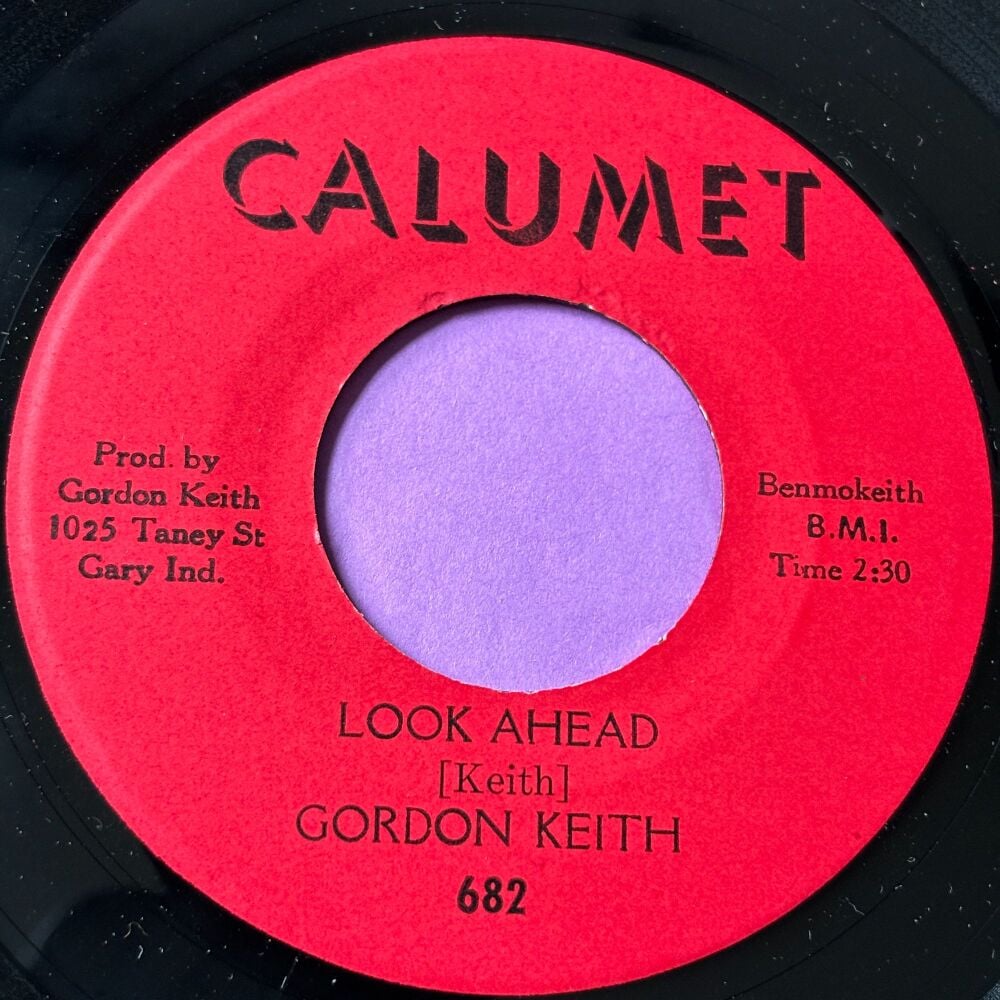 CALUMET
Prod. by
Gordon Keith
1025 Taney St
Gary Ind.
Benmokeith
B.M.I.
Time 2:30
LOOK AHEAD
[Keith]
GORDON KEITH
682